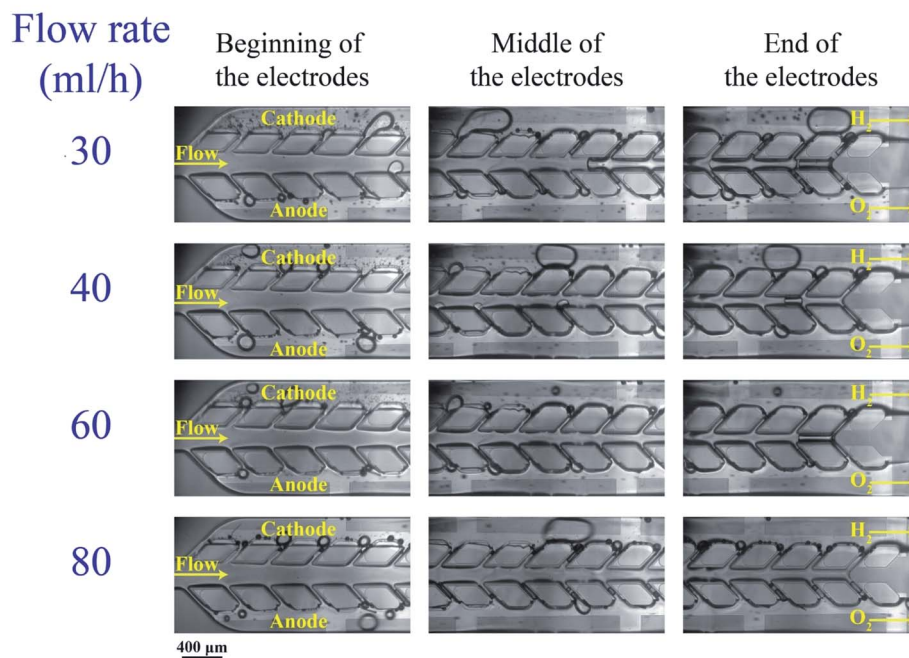 Flow rate
(ml/h)
Beginning of
the electrodes
Middle of
the electrodes
End of
the electrodes
30
Cathode
Flow
Anode
H2
O2
40
Cathode
Flow
Anode
H2
O2
60
Cathode
Flow
Anode
H2
O2
80
Cathode
Flow
Anode
H2
O2
400 μm